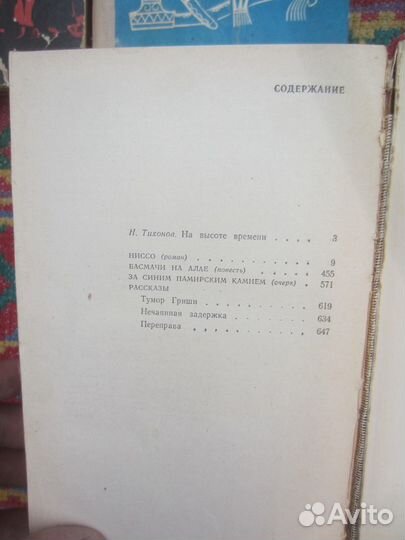 СОДЕРЖАНИЕ
Н. Тихонов. На высоте времени . . . . 3
НИССО (роман) . . . . . . . . . . 9
БАСМАЧИ НА АЛАЕ (повесть) . . . . . 455
ЗА СИНИМ ПАМИРСКИМ КАМНЕМ (очерк) . 571
РАССКАЗЫ
Тумор Гриши . . . . . . . . . 619
Нечаянная задержка . . . . . . 634
Переправа . . . . . . . . . . 647
Avito